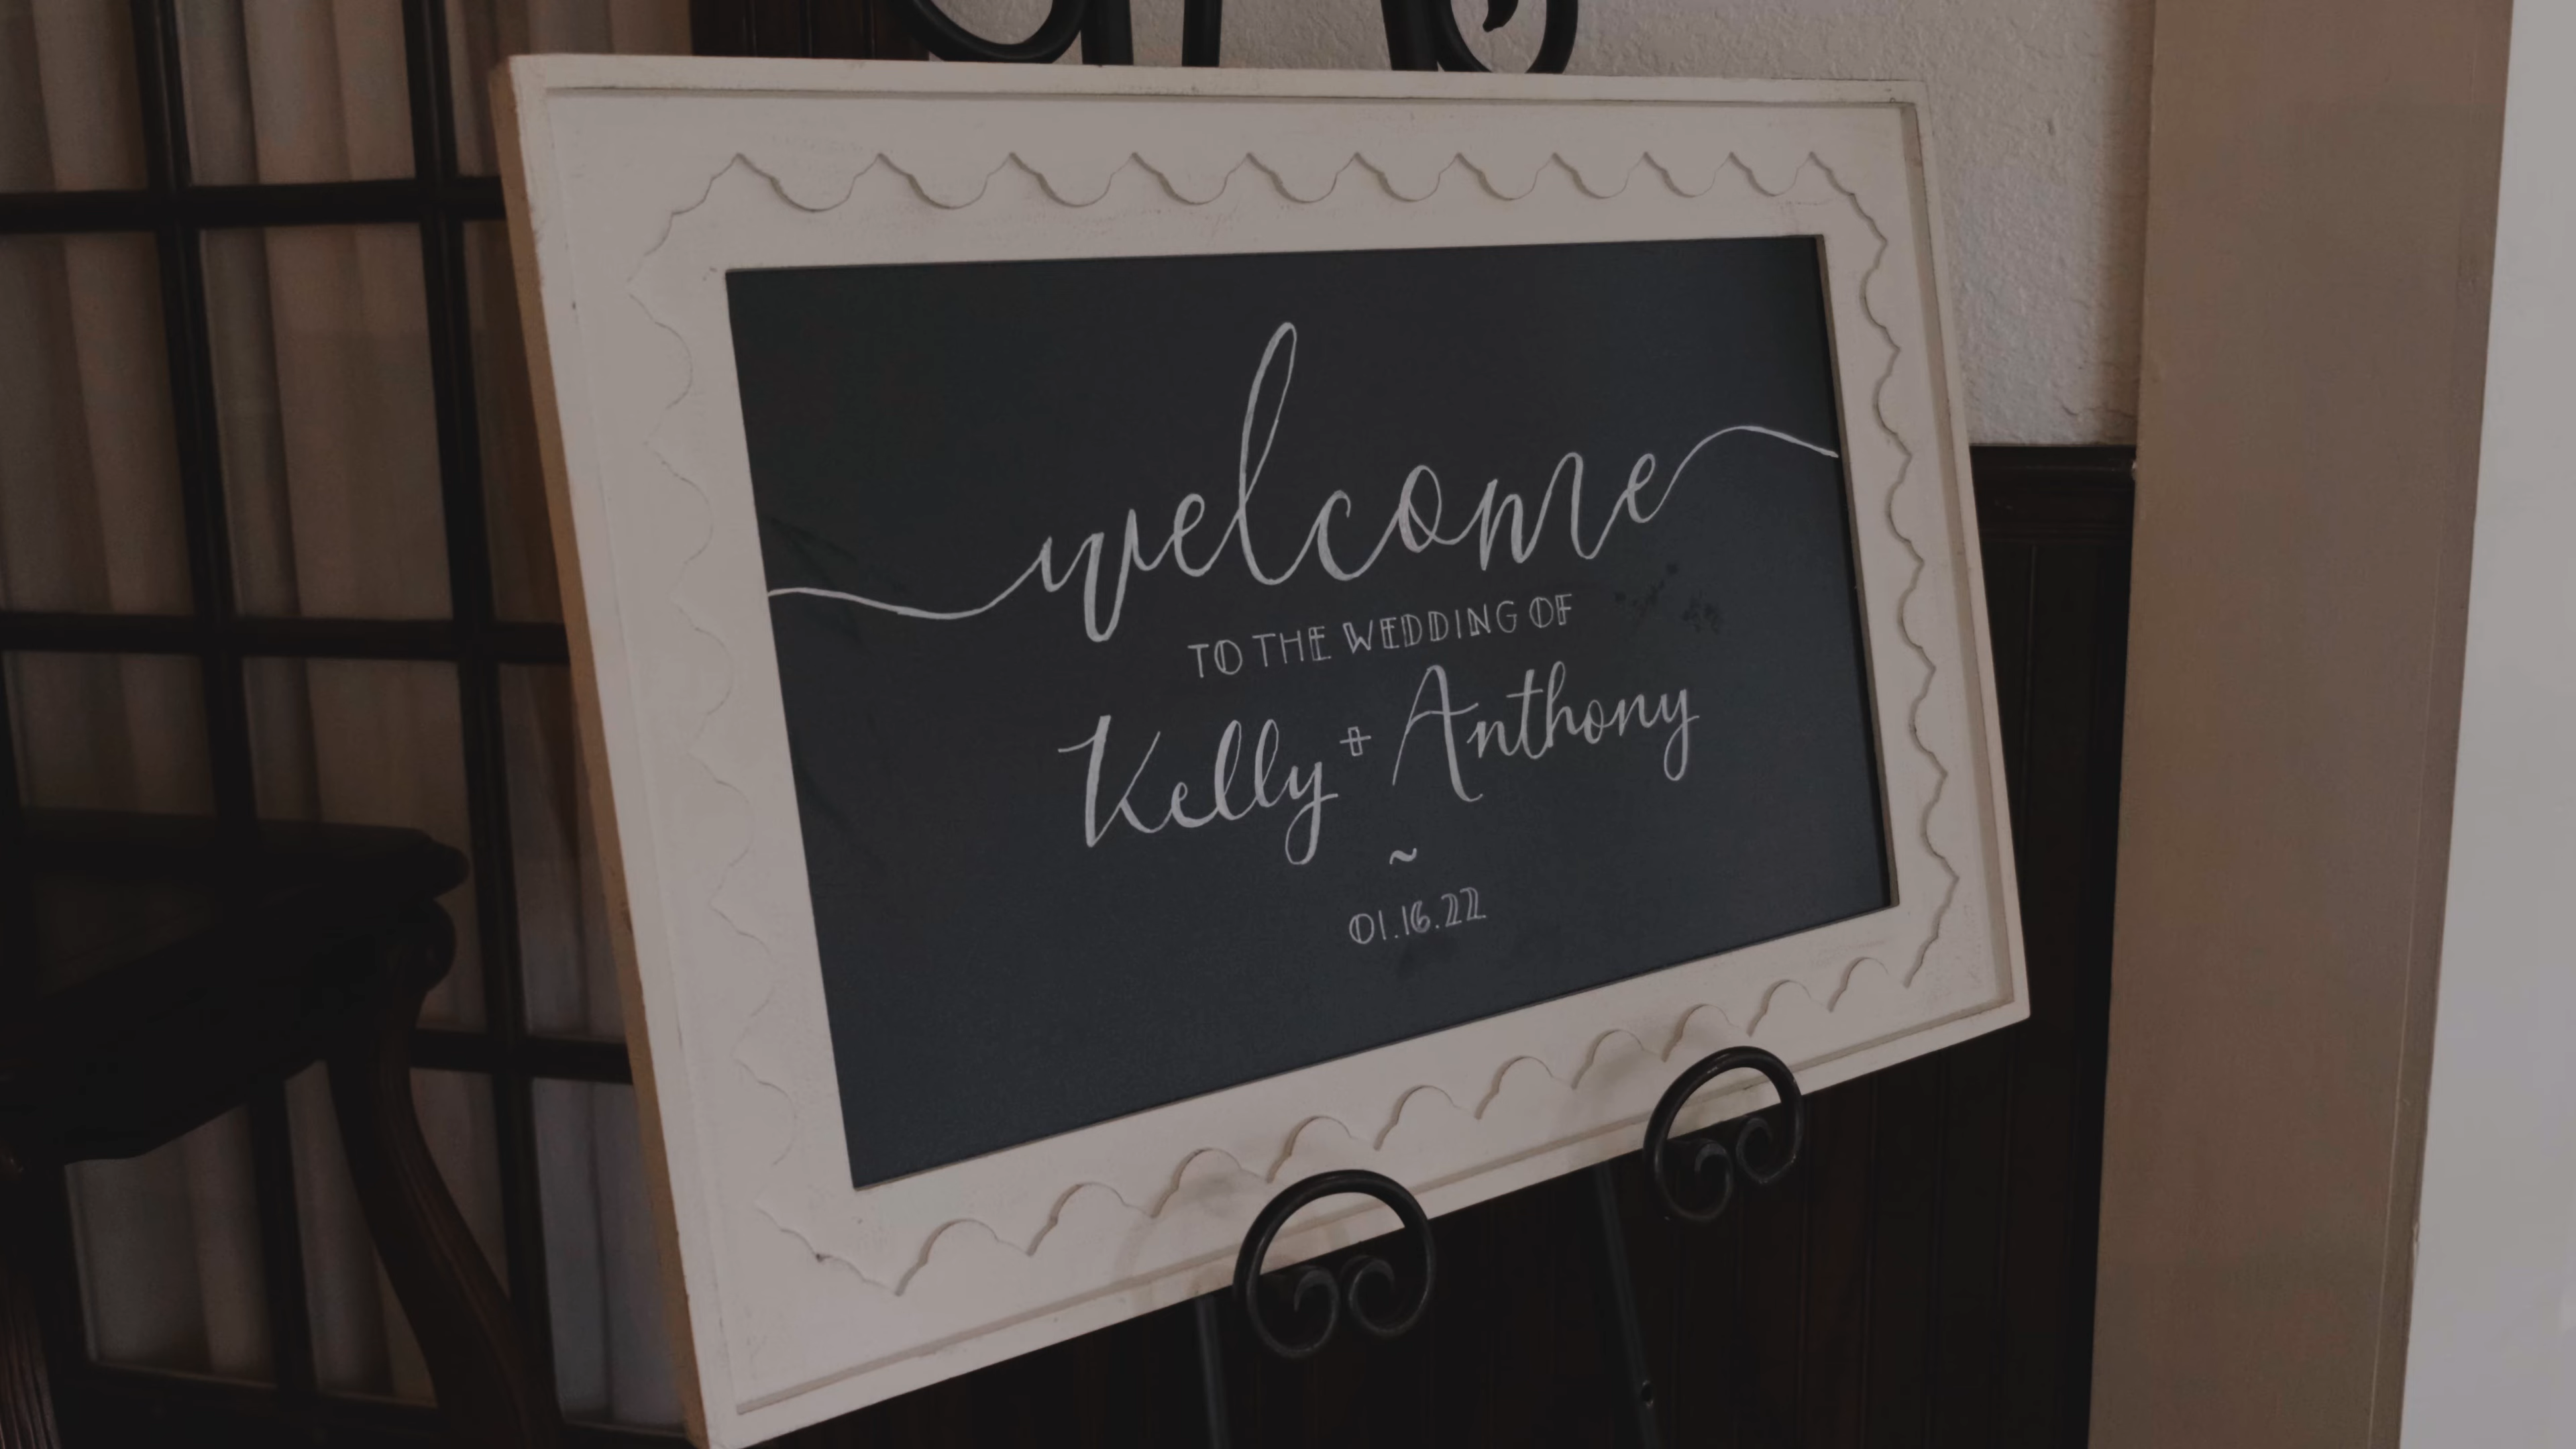 welcome
TO THE WEDDING OF
Kelly + Anthony
~
01.16.22